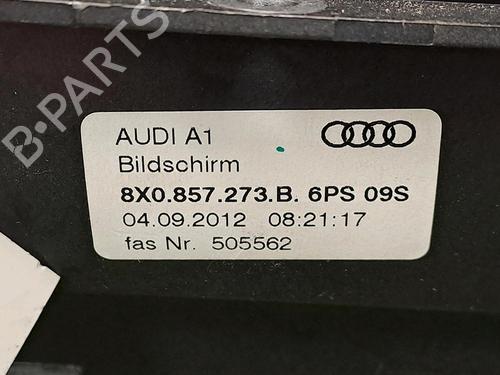 B-PARTS
AUDI A1
Bildschirm
8X0.857.273.B. 6PS 09S
04.09.2012 08:21:17
fas Nr. 505562